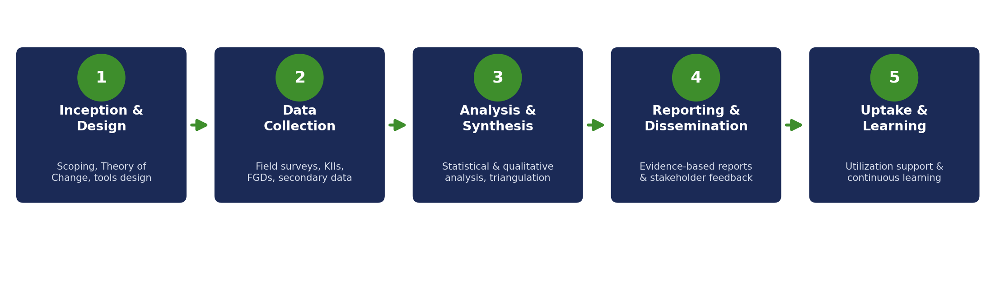 1
Inception &
Design
Scoping, Theory of
Change, tools design
2
Data
Collection
Field surveys, KIIs,
FGDs, secondary data
3
Analysis &
Synthesis
Statistical & qualitative
analysis, triangulation
4
Reporting &
Dissemination
Evidence-based reports
& stakeholder feedback
5
Uptake &
Learning
Utilization support &
continuous learning